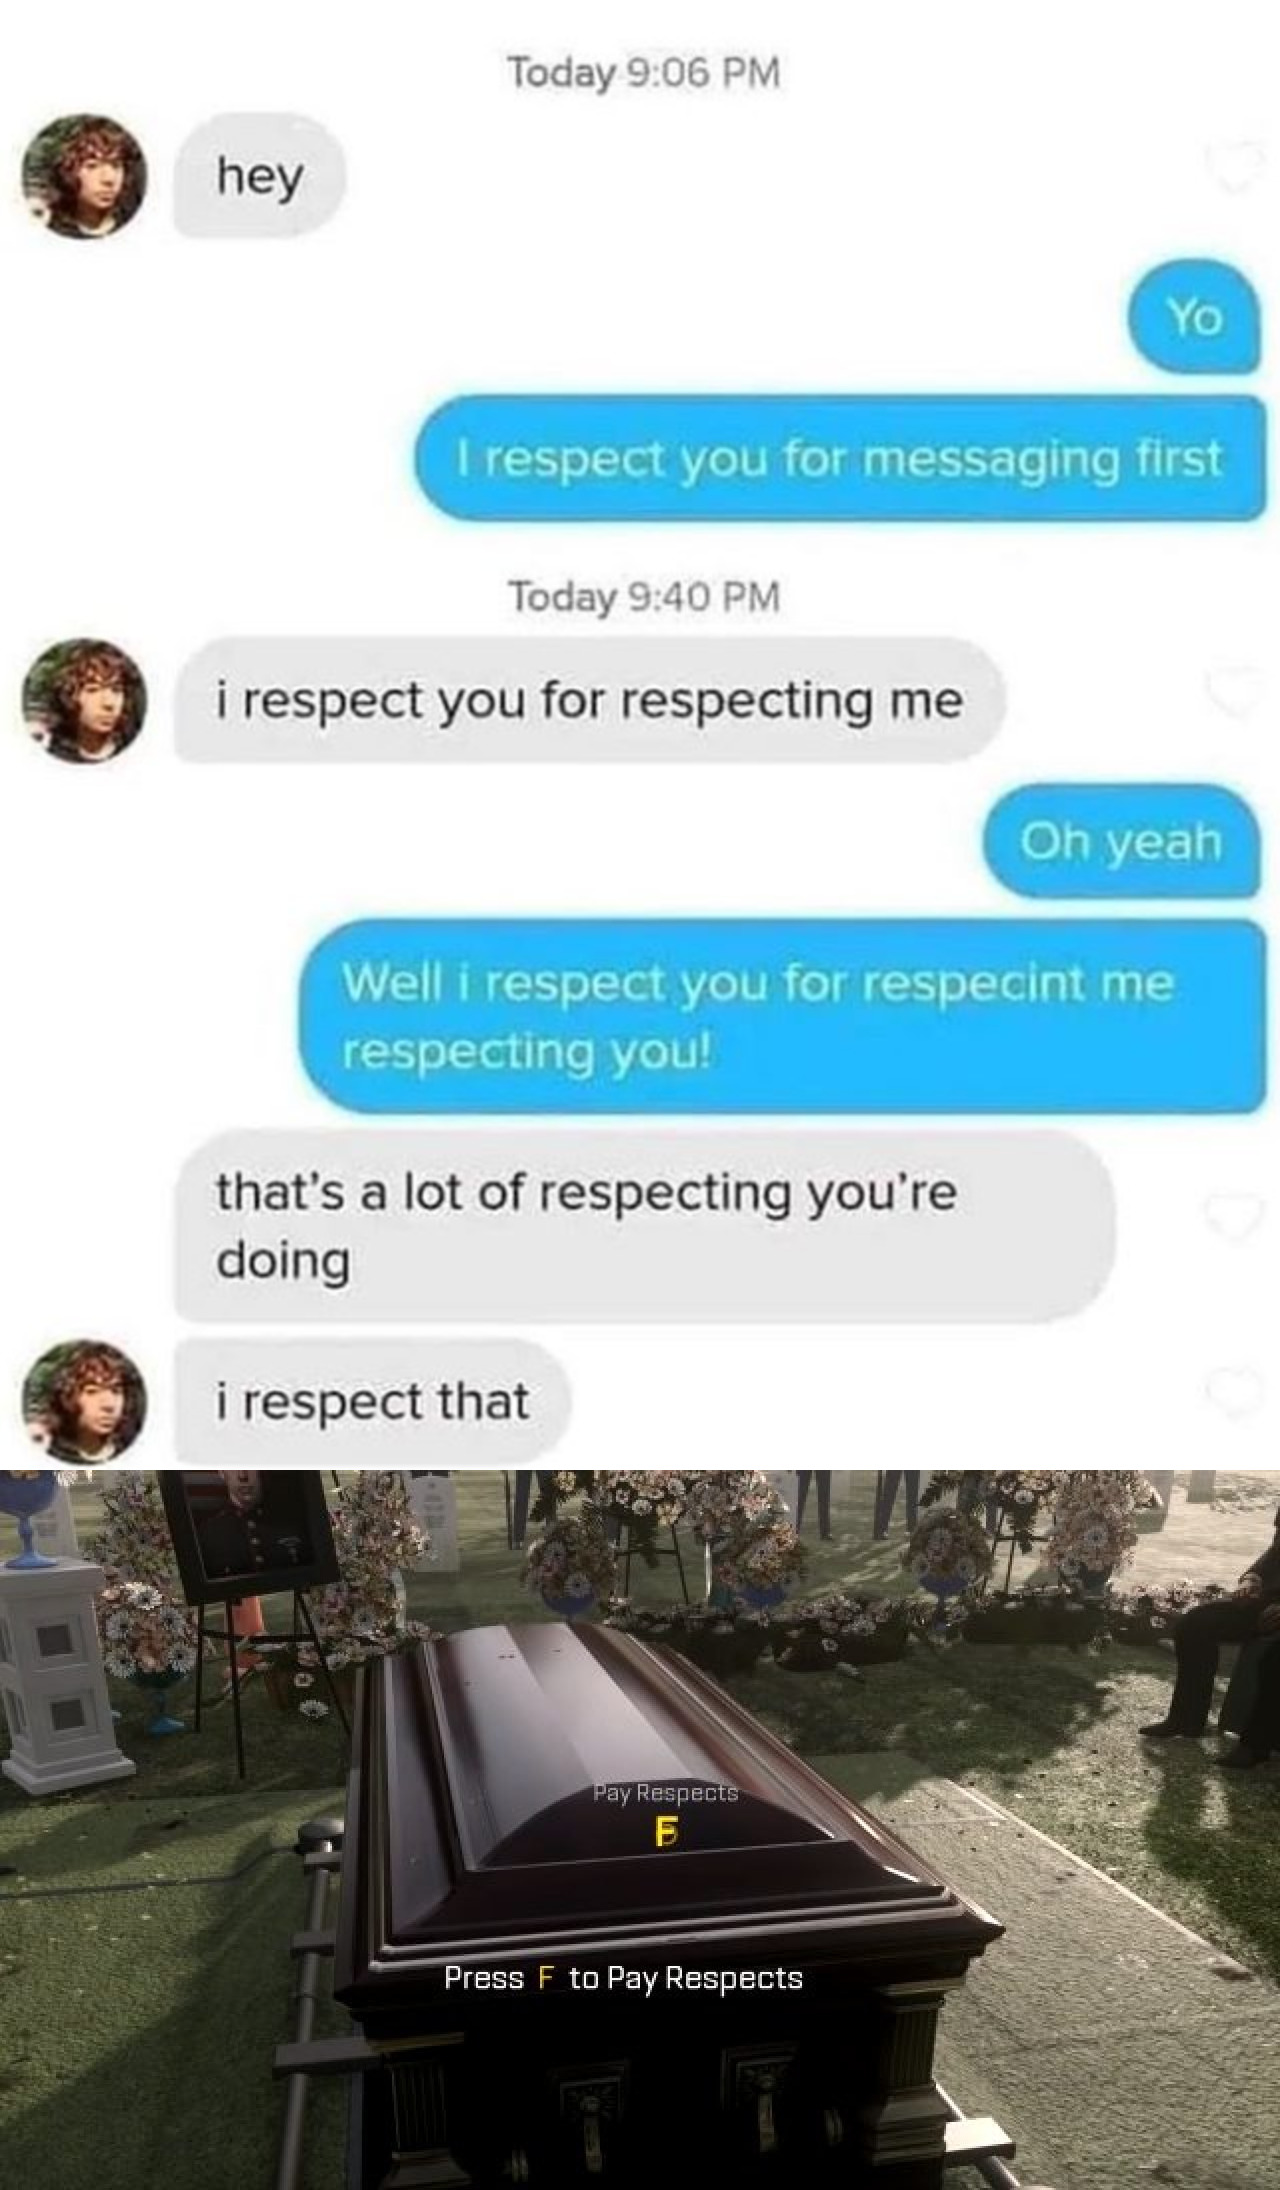 Today 9:06 PM
hey
Yo
I respect you for messaging first
Today 9:40 PM
i respect you for respecting me
Oh yeah
Well i respect you for respecint me
respecting you!
that's a lot of respecting you're
doing
i respect that
Pay Respects
F
Press F to Pay Respects